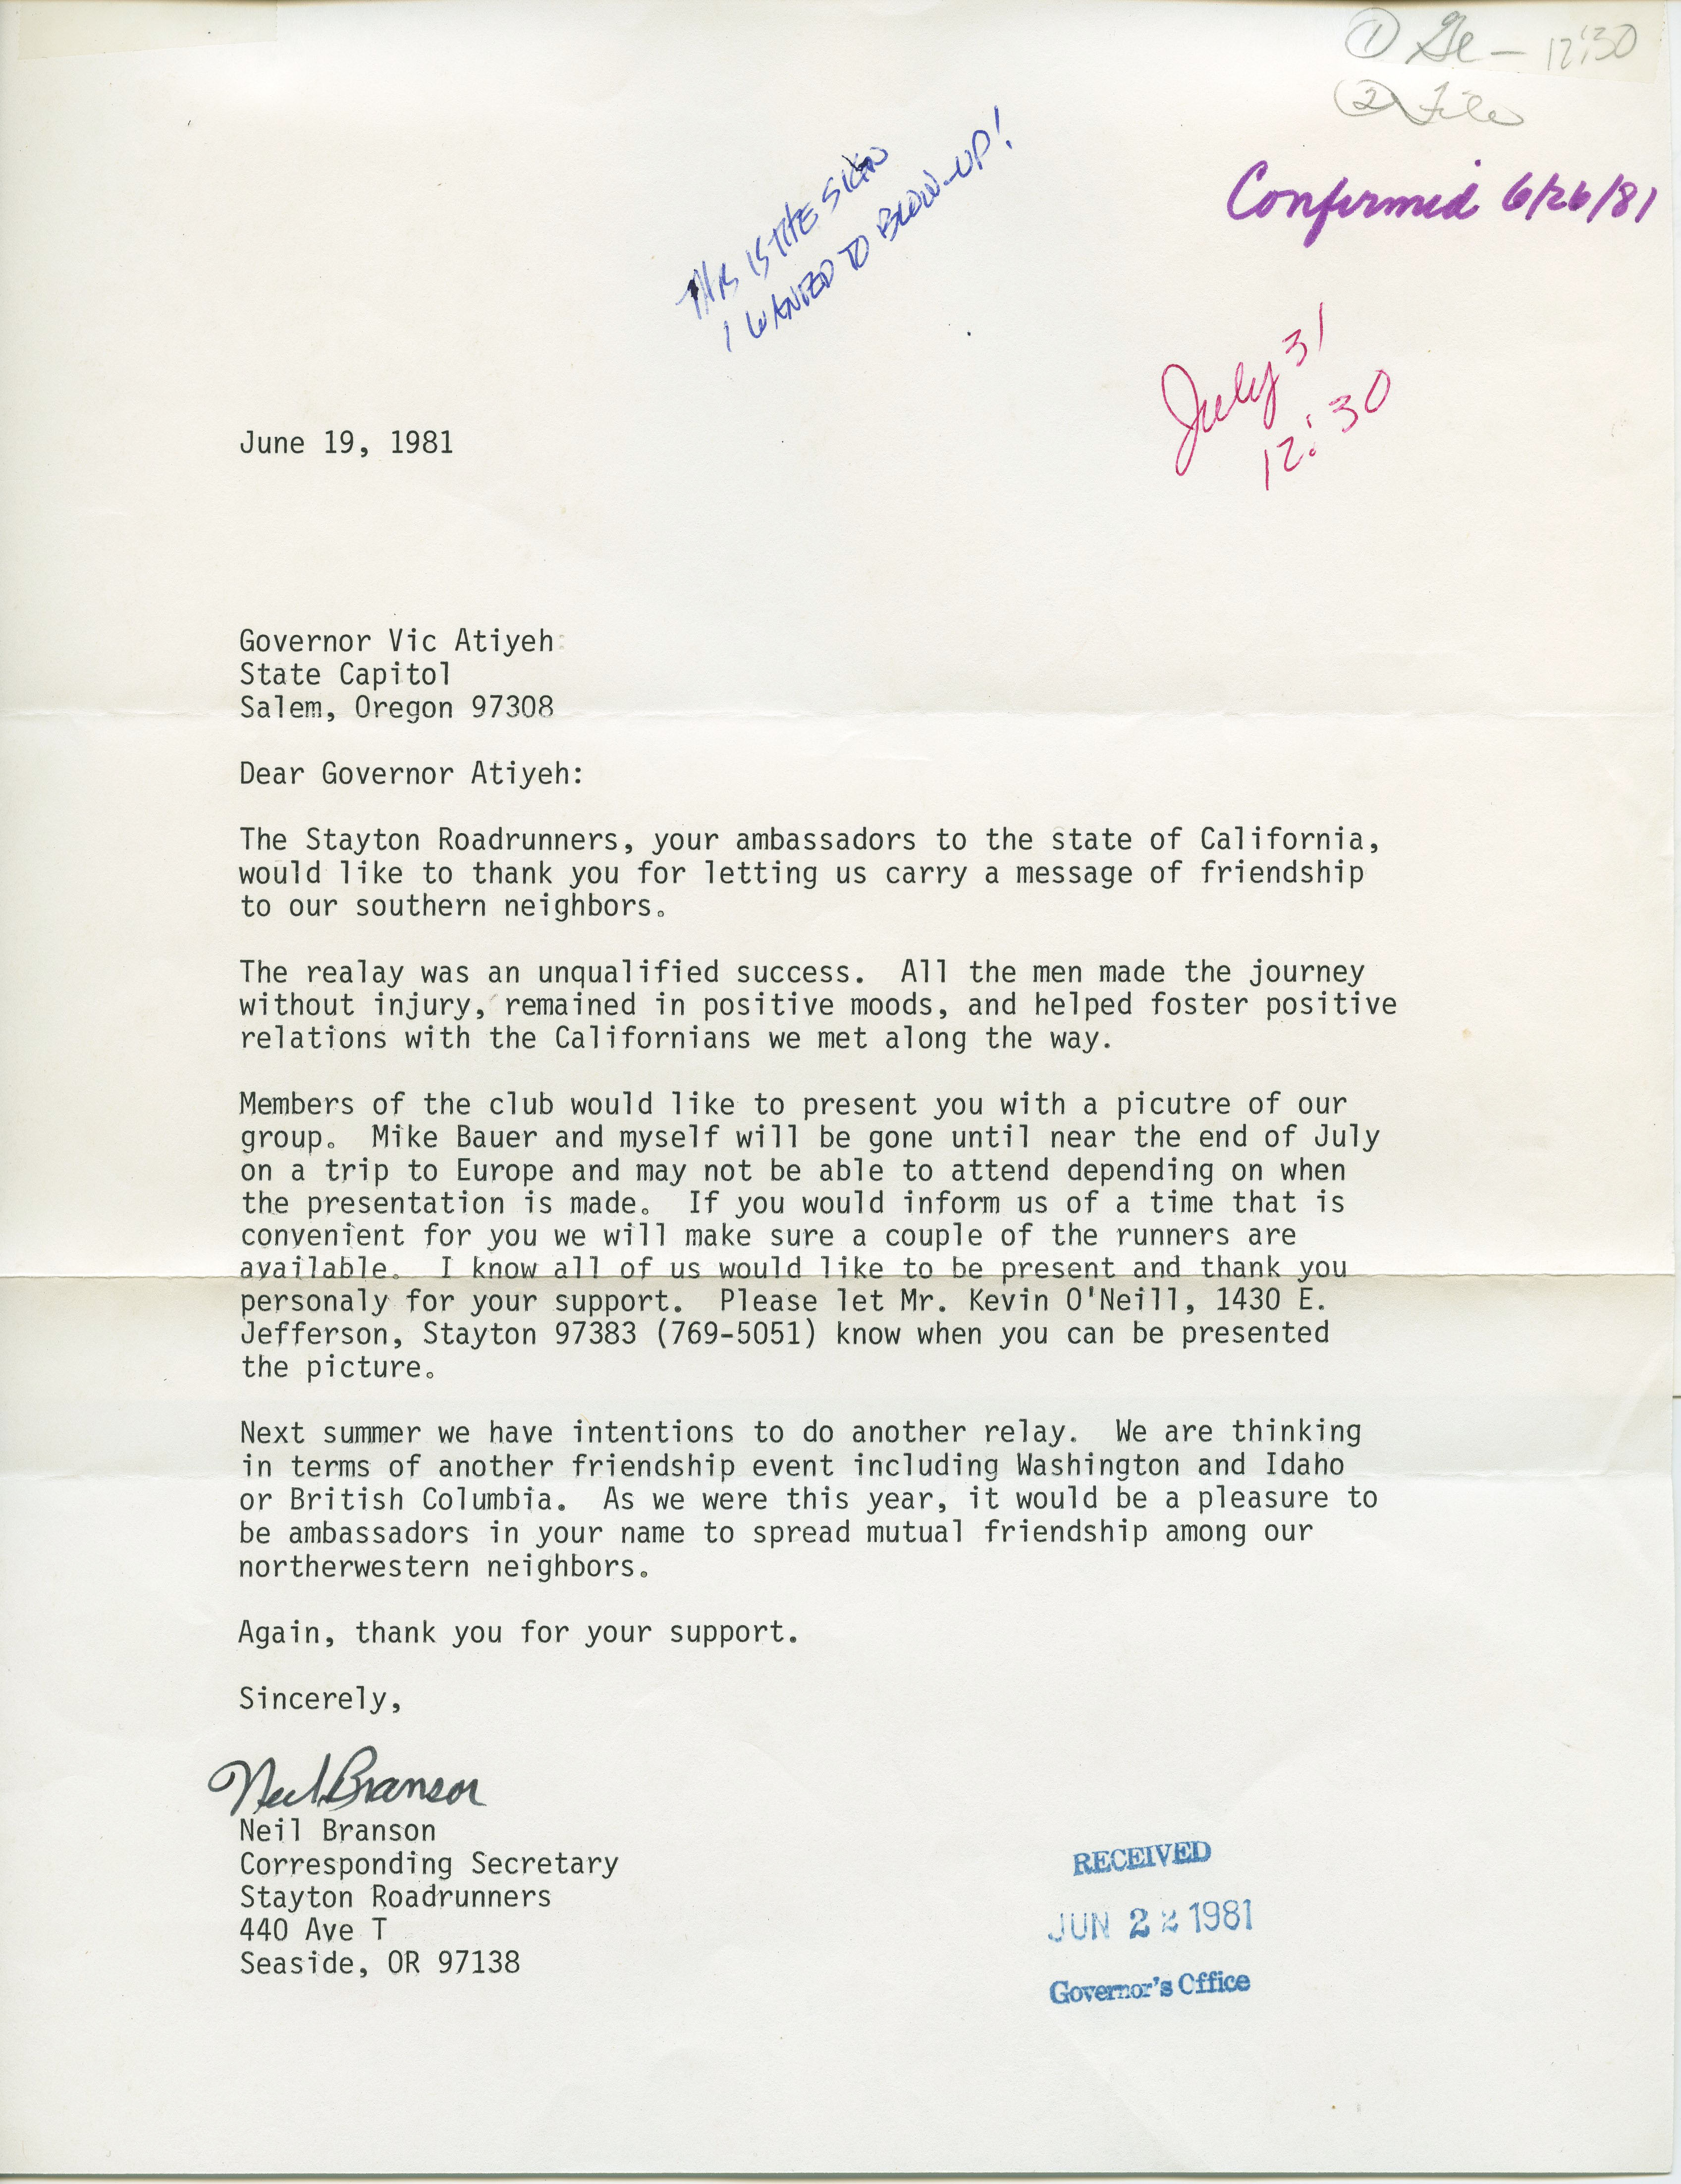 ① Ge - 12:30
② File
Confirmed 6/26/81
THIS IS THE SIGN
I WANTED TO BLOW-UP!
July 31
12:30
June 19, 1981
Governor Vic Atiyeh
State Capitol
Salem, Oregon 97308
Dear Governor Atiyeh:
The Stayton Roadrunners, your ambassadors to the state of California,
would like to thank you for letting us carry a message of friendship
to our southern neighbors.
The realay was an unqualified success. All the men made the journey
without injury, remained in positive moods, and helped foster positive
relations with the Californians we met along the way.
Members of the club would like to present you with a picutre of our
group. Mike Bauer and myself will be gone until near the end of July
on a trip to Europe and may not be able to attend depending on when
the presentation is made. If you would inform us of a time that is
convenient for you we will make sure a couple of the runners are
available. I know all of us would like to be present and thank you
personaly for your support. Please let Mr. Kevin O'Neill, 1430 E.
Jefferson, Stayton 97383 (769-5051) know when you can be presented
the picture.
Next summer we have intentions to do another relay. We are thinking
in terms of another friendship event including Washington and Idaho
or British Columbia. As we were this year, it would be a pleasure to
be ambassadors in your name to spread mutual friendship among our
northerwestern neighbors.
Again, thank you for your support.
Sincerely,
Neil Branson
Neil Branson
Corresponding Secretary
Stayton Roadrunners
440 Ave T
Seaside, OR 97138
RECEIVED
JUN 22 1981
Governor's Office